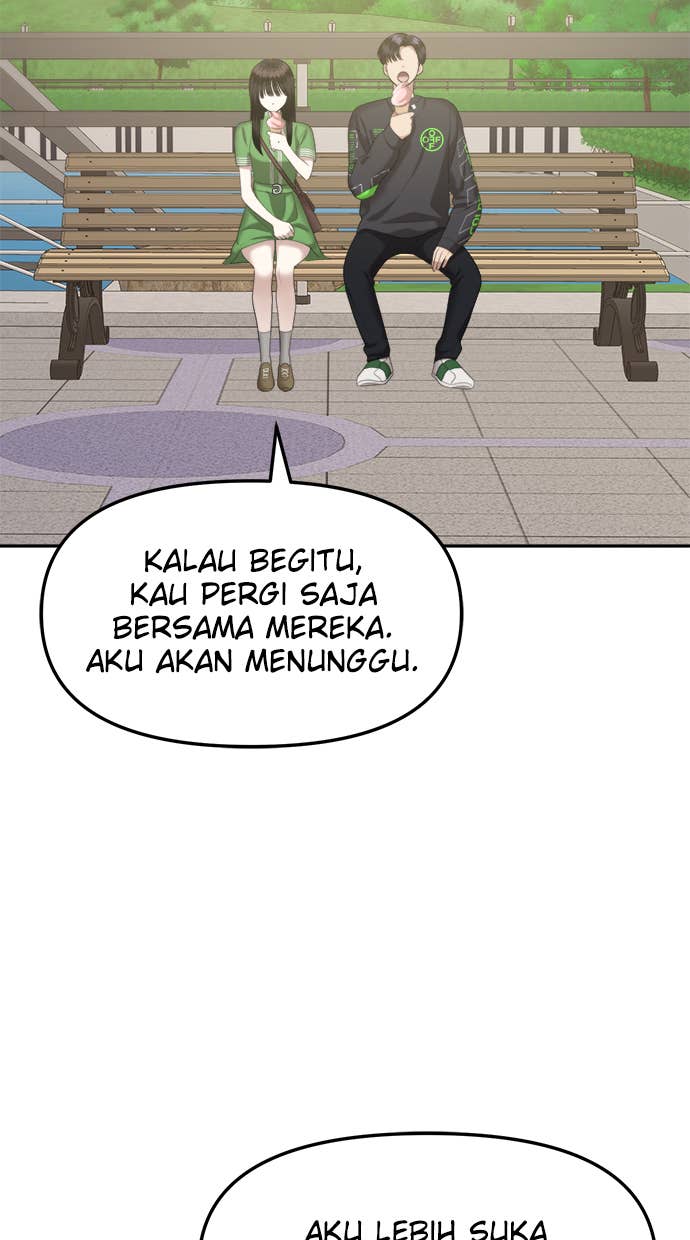 KALAU BEGITU,
KAU PERGI SAJA
BERSAMA MEREKA.
AKU AKAN MENUNGGU.
AKU LEBIH SUKA